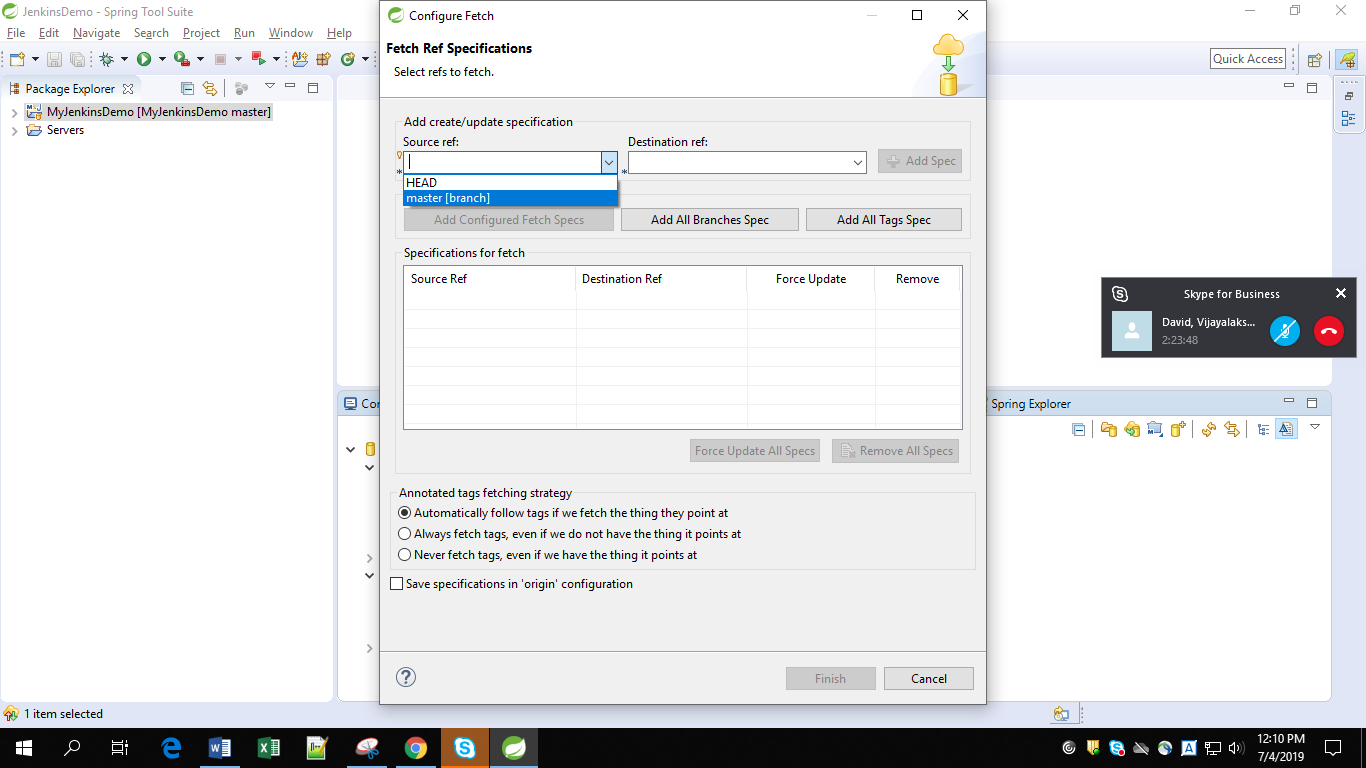 JenkinsDemo - Spring Tool Suite
File Edit Navigate Search Project Run Window Help
Quick Access
Package Explorer
MyJenkinsDemo [MyJenkinsDemo master]
Servers
Configure Fetch
Fetch Ref Specifications
Select refs to fetch.
Add create/update specification
Source ref: Destination ref:
Add Spec
HEAD
master [branch]
Add Configured Fetch Specs Add All Branches Spec Add All Tags Spec
Specifications for fetch
Source Ref Destination Ref Force Update Remove
Force Update All Specs Remove All Specs
Annotated tags fetching strategy
Automatically follow tags if we fetch the thing they point at
Always fetch tags, even if we do not have the thing it points at
Never fetch tags, even if we have the thing it points at
Save specifications in 'origin' configuration
Finish Cancel
Skype for Business
David, Vijayalaks...
2:23:48
Co
Spring Explorer
1 item selected
12:10 PM
7/4/2019